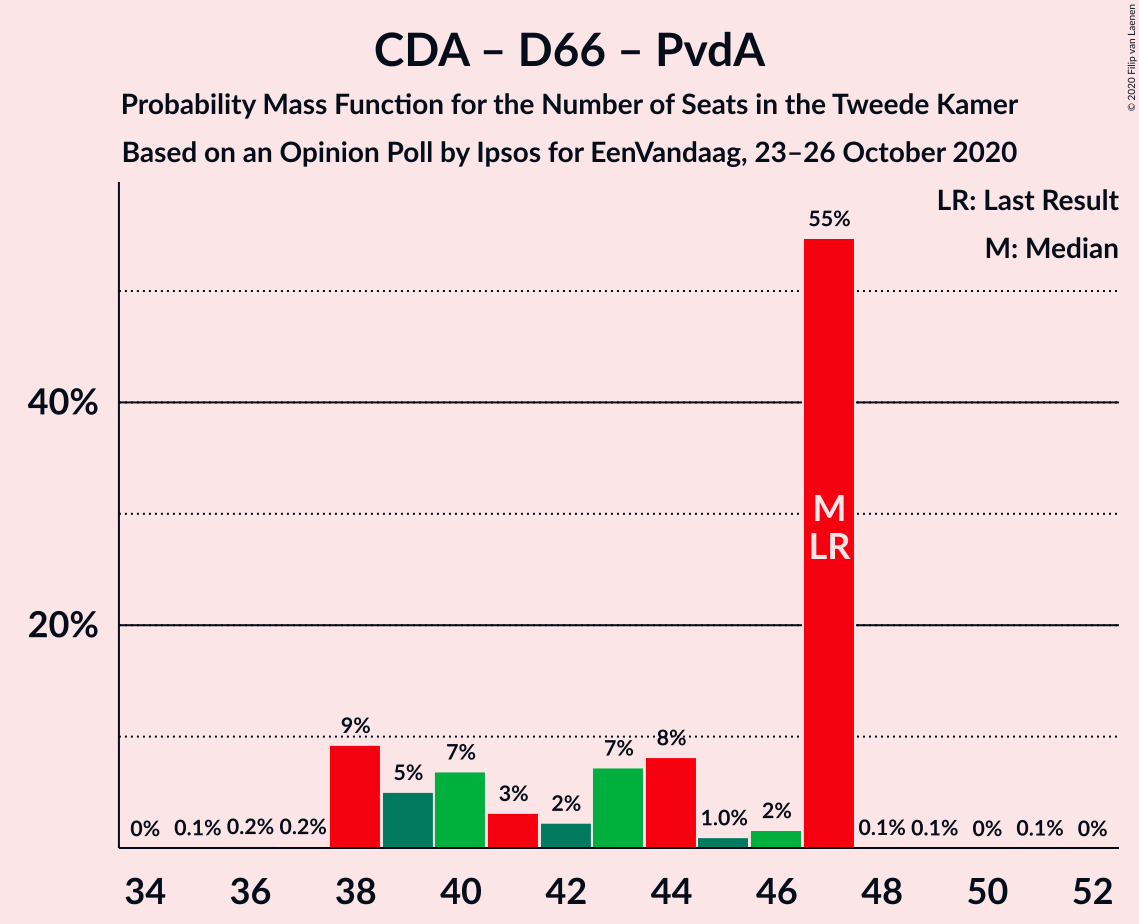 CDA – D66 – PvdA
Probability Mass Function for the Number of Seats in the Tweede Kamer
Based on an Opinion Poll by Ipsos for EenVandaag, 23–26 October 2020
© 2020 Filip van Laenen
LR: Last Result
M: Median
55%
40%
M
LR
20%
9%
5%
7%
3%
2%
7%
8%
1.0%
2%
0% 0.1% 0.2% 0.2% 0.1% 0.1% 0% 0.1% 0%
34 36 38 40 42 44 46 48 50 52